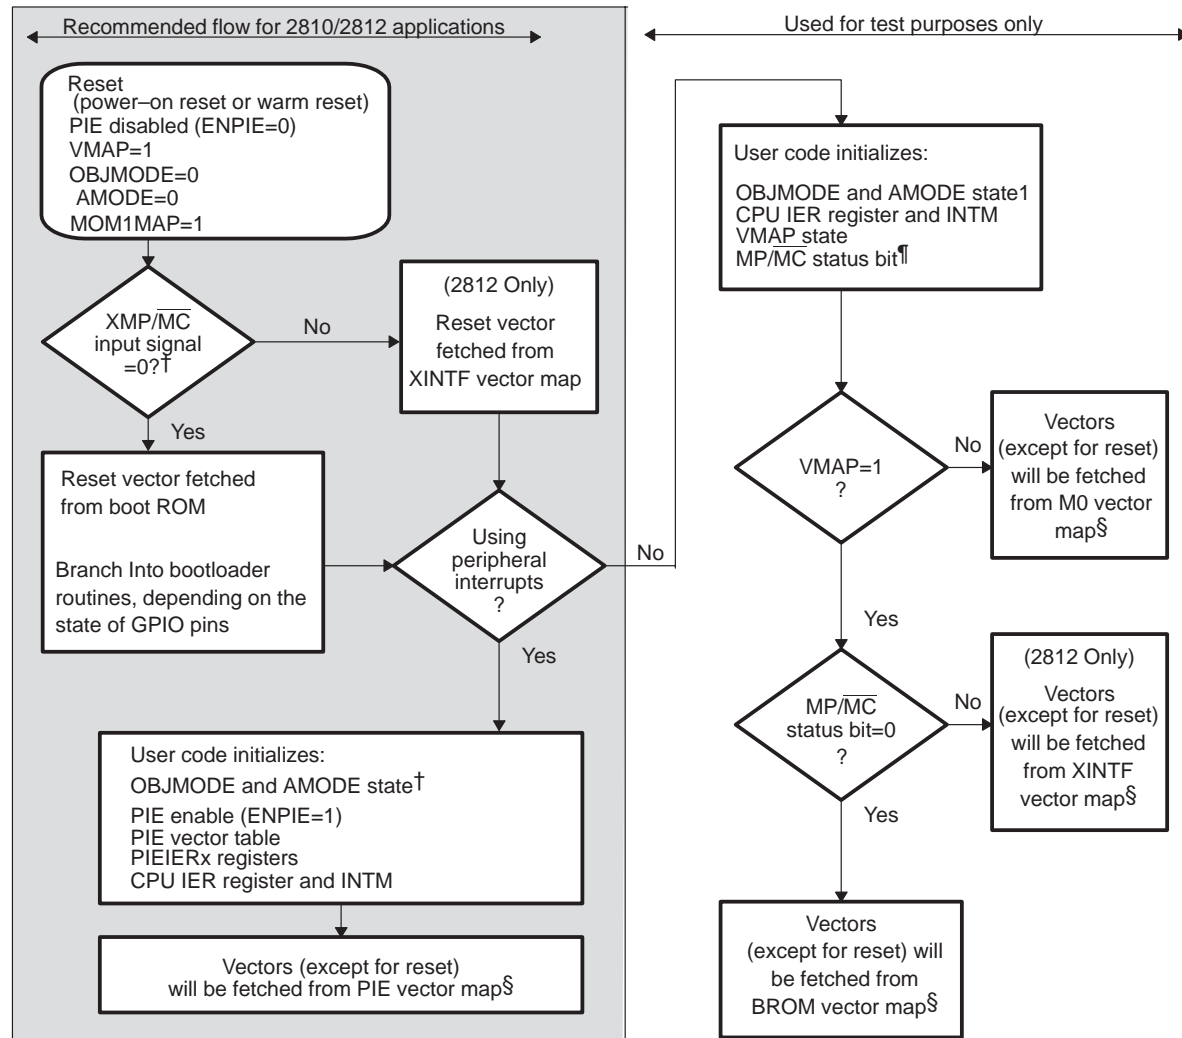 Recommended flow for 2810/2812 applications
Used for test purposes only
Reset
(power–on reset or warm reset)
PIE disabled (ENPIE=0)
VMAP=1
OBJMODE=0
AMODE=0
MOM1MAP=1
XMP/M̅C̅
input signal
=0?†
No
Yes
(2812 Only)
Reset vector
fetched from
XINTF vector map
Reset vector fetched
from boot ROM
Branch Into bootloader
routines, depending on the
state of GPIO pins
Using
peripheral
interrupts
?
No
Yes
User code initializes:
OBJMODE and AMODE state†
PIE enable (ENPIE=1)
PIE vector table
PIEIERx registers
CPU IER register and INTM
Vectors (except for reset)
will be fetched from PIE vector map§
User code initializes:
OBJMODE and AMODE state1
CPU IER register and INTM
VMAP state
MP/M̅C̅ status bit¶
VMAP=1
?
No
Vectors
(except for reset)
will be fetched
from M0 vector
map§
Yes
MP/M̅C̅
status bit=0
?
No
(2812 Only)
Vectors
(except for reset)
will be fetched
from XINTF
vector map§
Yes
Vectors
(except for reset) will
be fetched from
BROM vector map§